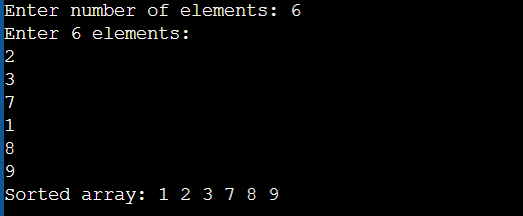 Enter number of elements: 6
Enter 6 elements:
2
3
7
1
8
9
Sorted array: 1 2 3 7 8 9